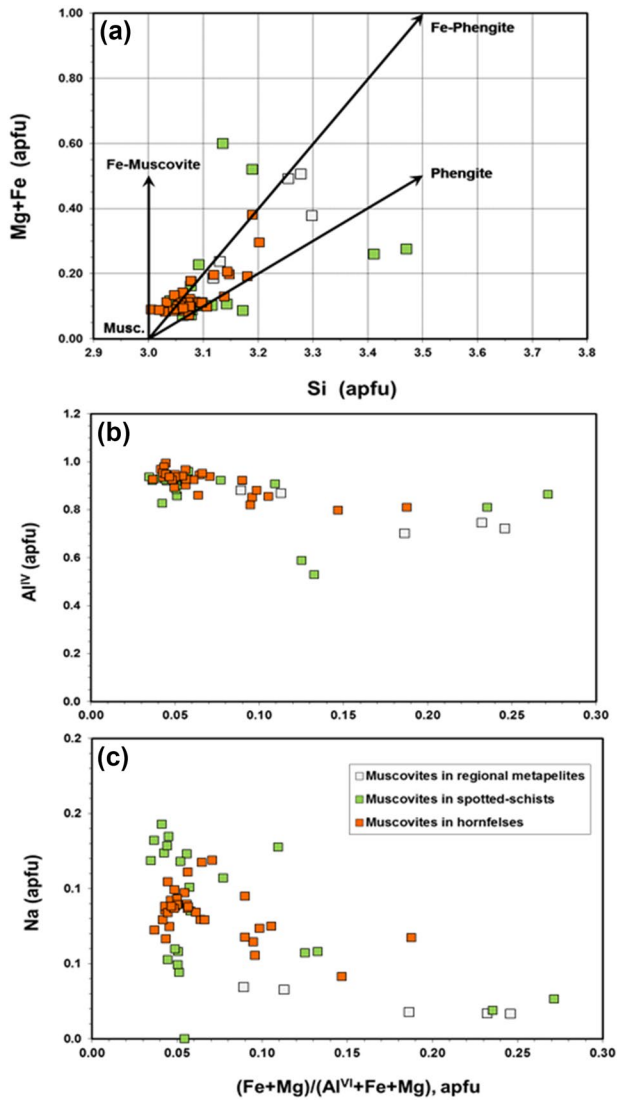 (a)
Fe-Phengite
Fe-Muscovite
Phengite
Musc.
Mg+Fe (apfu)
1.00
0.80
0.60
0.40
0.20
0.00
2.9 3.0 3.1 3.2 3.3 3.4 3.5 3.6 3.7 3.8
Si (apfu)
(b)
Al^IV (apfu)
1.2
1.0
0.8
0.6
0.4
0.2
0.0
0.00 0.05 0.10 0.15 0.20 0.25 0.30
(c)
Na (apfu)
0.2
0.2
0.1
0.1
0.0
Muscovites in regional metapelites
Muscovites in spotted-schists
Muscovites in hornfelses
0.00 0.05 0.10 0.15 0.20 0.25 0.30
(Fe+Mg)/(Al^VI+Fe+Mg), apfu